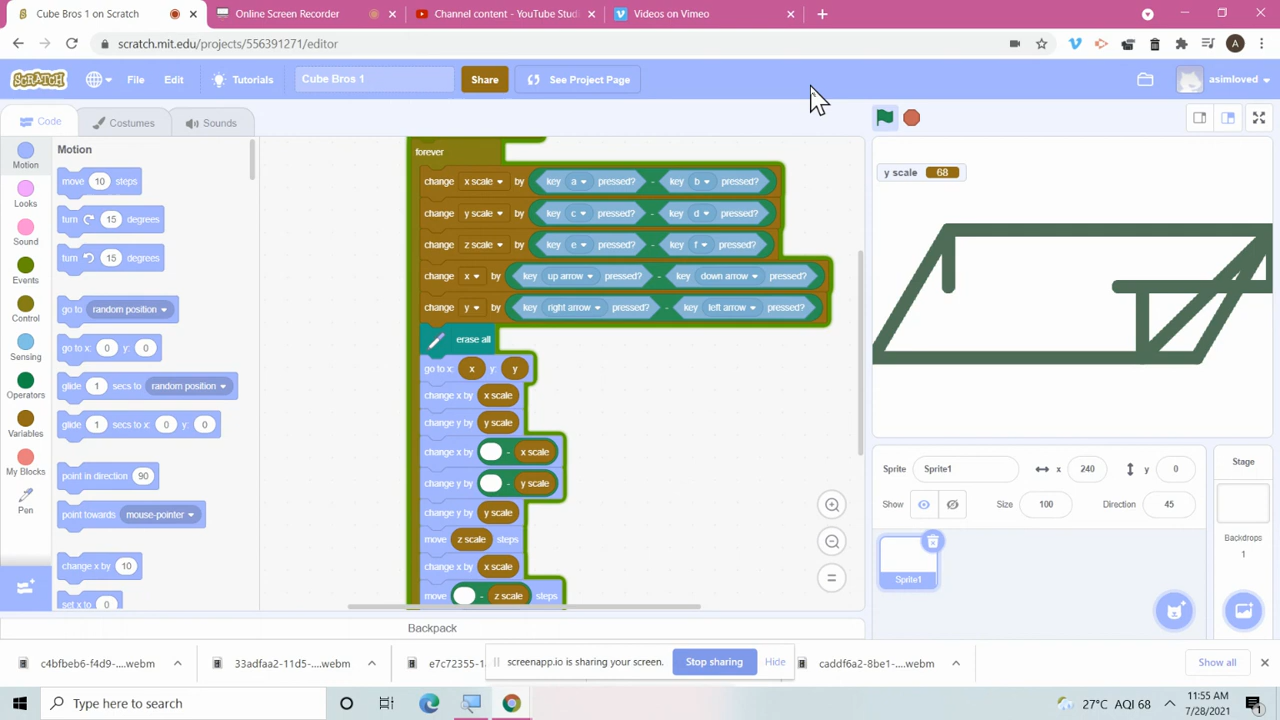 Cube Bros 1 on Scratch
Online Screen Recorder
Channel content - YouTube Stud
Videos on Vimeo
scratch.mit.edu/projects/556391271/editor
A
SCRATCH
File
Edit
Tutorials
Cube Bros 1
Share
See Project Page
asimloved
Code
Costumes
Sounds
Motion
Looks
Sound
Events
Control
Sensing
Operators
Variables
My Blocks
Pen
Motion
move 10 steps
turn 15 degrees
turn 15 degrees
go to random position
go to x: 0 y: 0
glide 1 secs to random position
glide 1 secs to x: 0 y: 0
point in direction 90
point towards mouse-pointer
change x by 10
set x to 0
forever
change x scale by key a pressed? - key b pressed?
change y scale by key c pressed? - key d pressed?
change z scale by key e pressed? - key f pressed?
change x by key up arrow pressed? - key down arrow pressed?
change y by key right arrow pressed? - key left arrow pressed?
erase all
go to x: x y: y
change x by x scale
change y by y scale
change x by - x scale
change y by - y scale
change y by y scale
move z scale steps
change x by x scale
move - z scale steps
y scale 68
Sprite Sprite1 x 240 y 0
Show Size 100 Direction 45
Sprite1
Stage
Backdrops
1
Backpack
c4bfbeb6-f4d9-....webm
33adfaa2-11d5-....webm
e7c72355-1
screenapp.io is sharing your screen.
Stop sharing
Hide
caddf6a2-8be1-....webm
Show all
Type here to search
27°C AQI 68
11:55 AM
7/28/2021
1